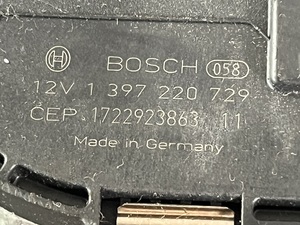 BOSCH 058
12V 1 397 220 729
CEP 1722923863 11
Made in Germany